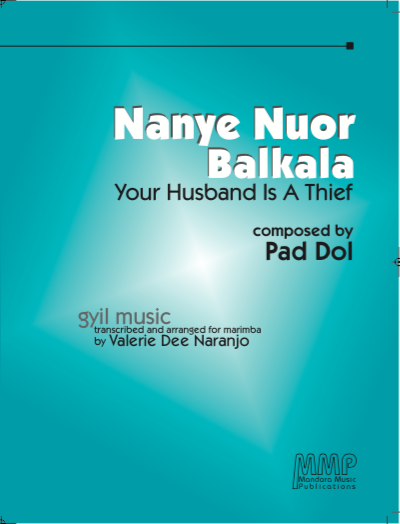 Nanye Nuor
Balkala
Your Husband Is A Thief
composed by
Pad Dol
gyil music
transcribed and arranged for marimba
by Valerie Dee Naranjo
MMP
Mandara Music
Publications